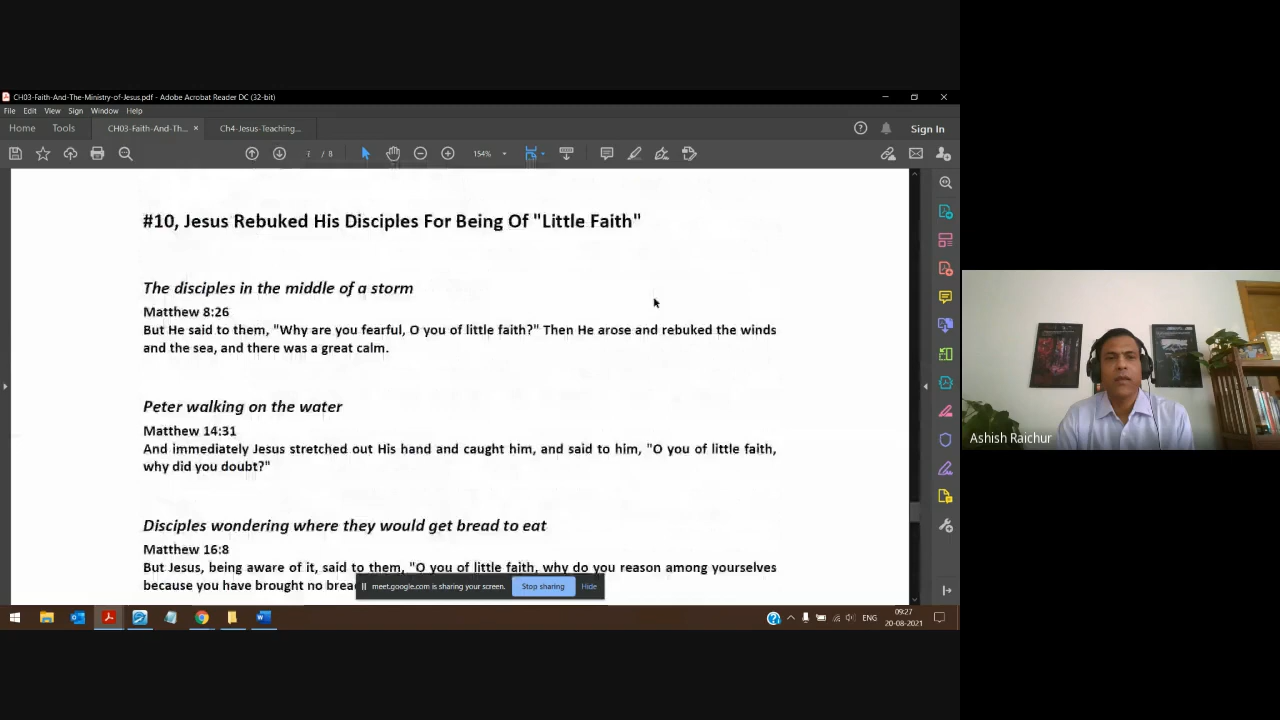 CH03-Faith-And-The-Ministry-of-Jesus.pdf - Adobe Acrobat Reader DC (32-bit)
File Edit View Sign Window Help
Home Tools CH03-Faith-And-Th... × Ch4-Jesus-Teaching... Sign In
/ 8 154%
#10, Jesus Rebuked His Disciples For Being Of "Little Faith"
The disciples in the middle of a storm
Matthew 8:26
But He said to them, "Why are you fearful, O you of little faith?" Then He arose and rebuked the winds
and the sea, and there was a great calm.
Peter walking on the water
Matthew 14:31
And immediately Jesus stretched out His hand and caught him, and said to him, "O you of little faith,
why did you doubt?"
Disciples wondering where they would get bread to eat
Matthew 16:8
But Jesus, being aware of it, said to them, "O you of little faith, why do you reason among yourselves
because you have brought no
meet.google.com is sharing your screen. Stop sharing Hide
ENG 09:27
20-08-2021
Ashish Raichur